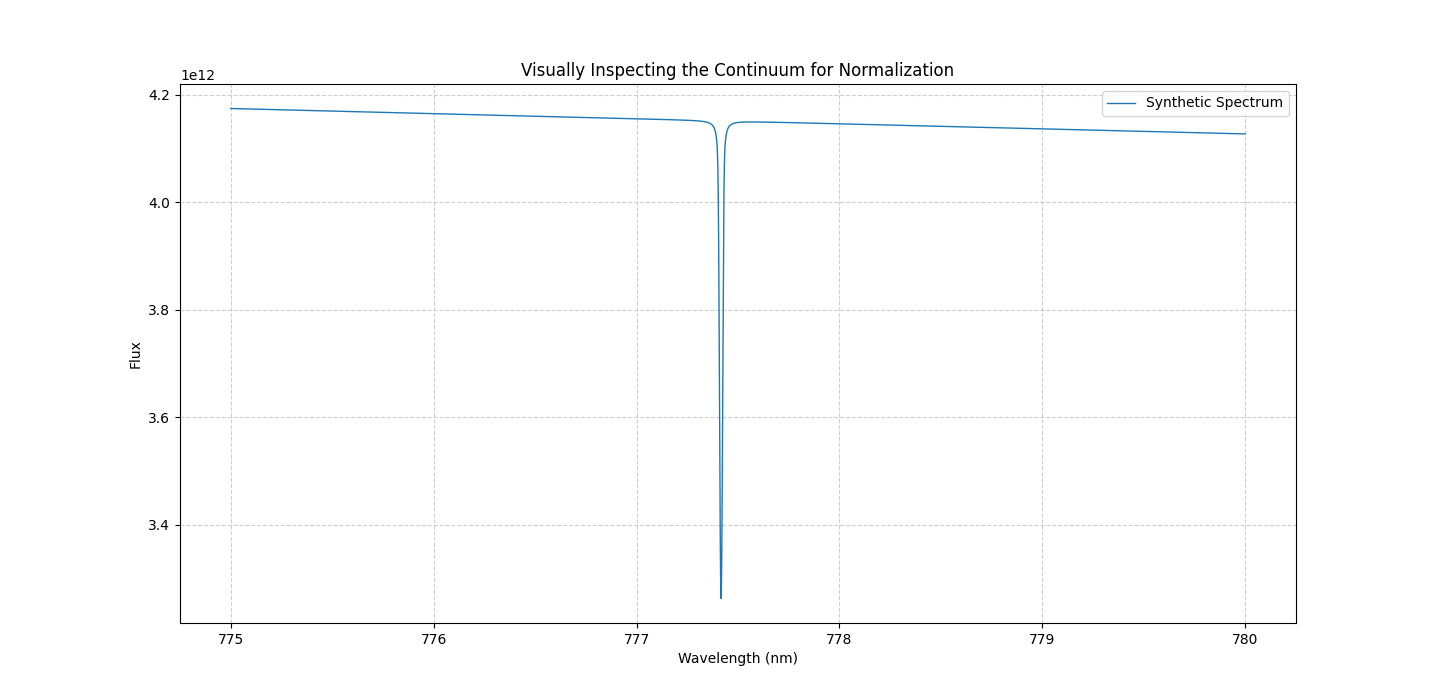 Visually Inspecting the Continuum for Normalization
1e12
Synthetic Spectrum
4.2
4.0
3.8
3.6
3.4
Flux
775 776 777 778 779 780
Wavelength (nm)